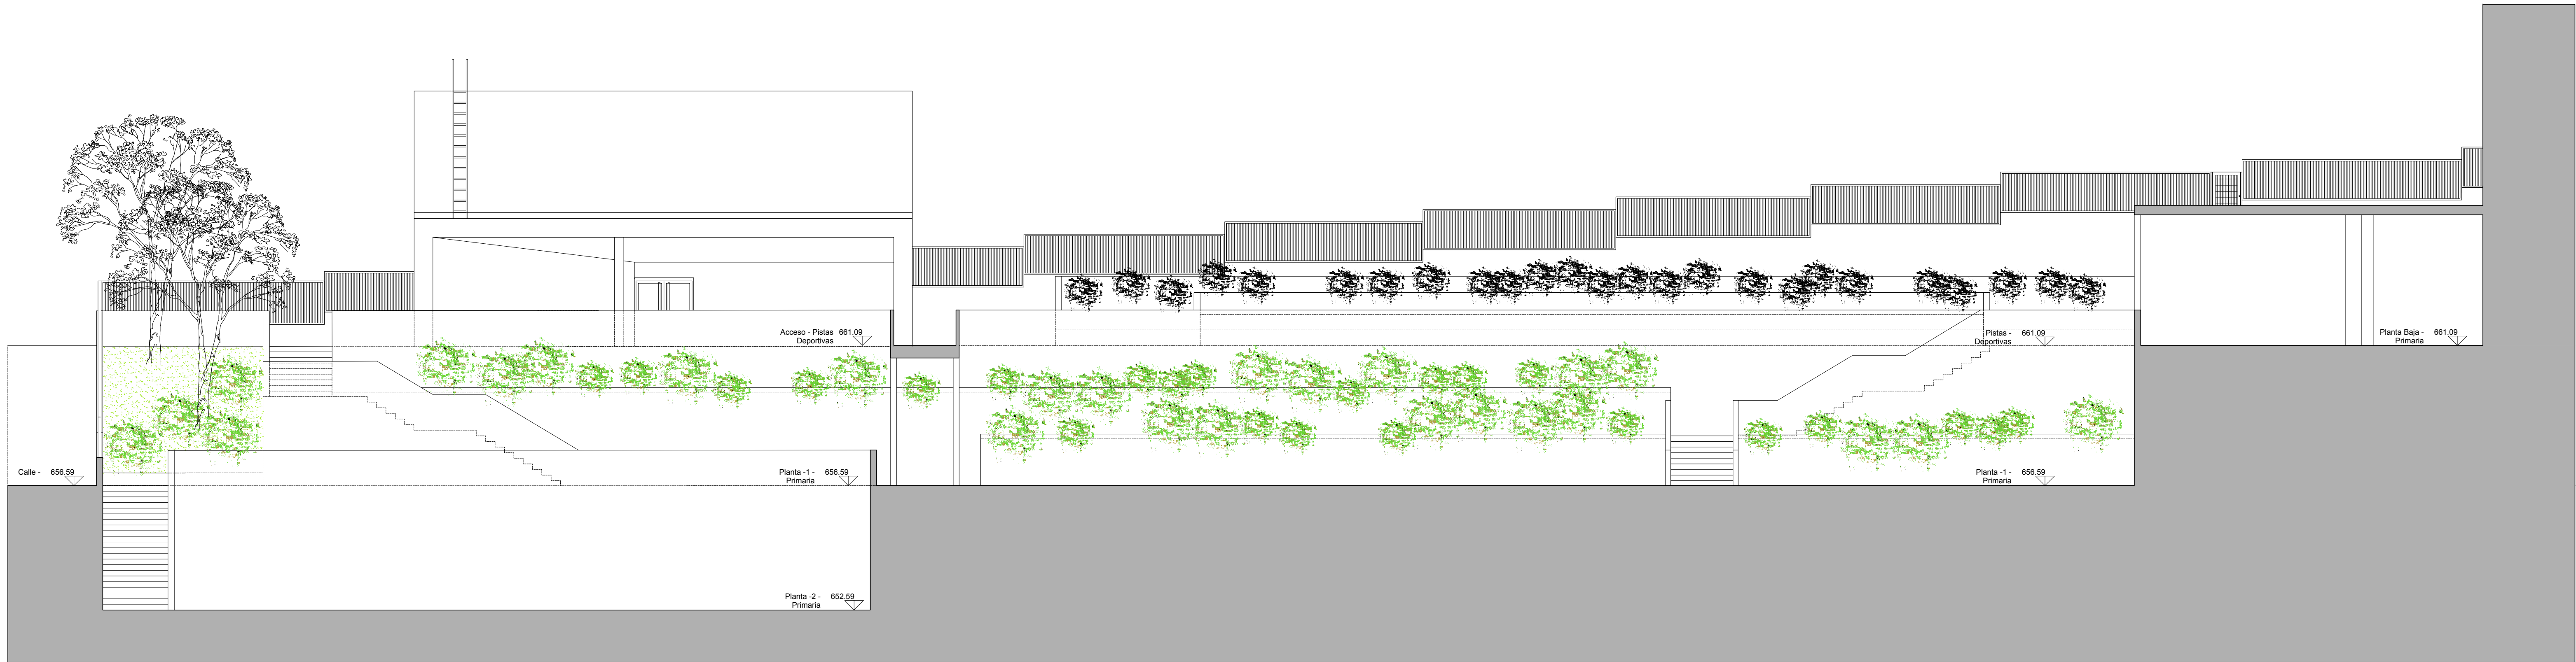 Acceso - Pistas 661.09
Deportivas
Pistas - 661.09
Deportivas
Planta Baja - 661.09
Primaria
Calle - 656.59
Planta -1 - 656.59
Primaria
Planta -1 - 656.59
Primaria
Planta -2 - 652.59
Primaria